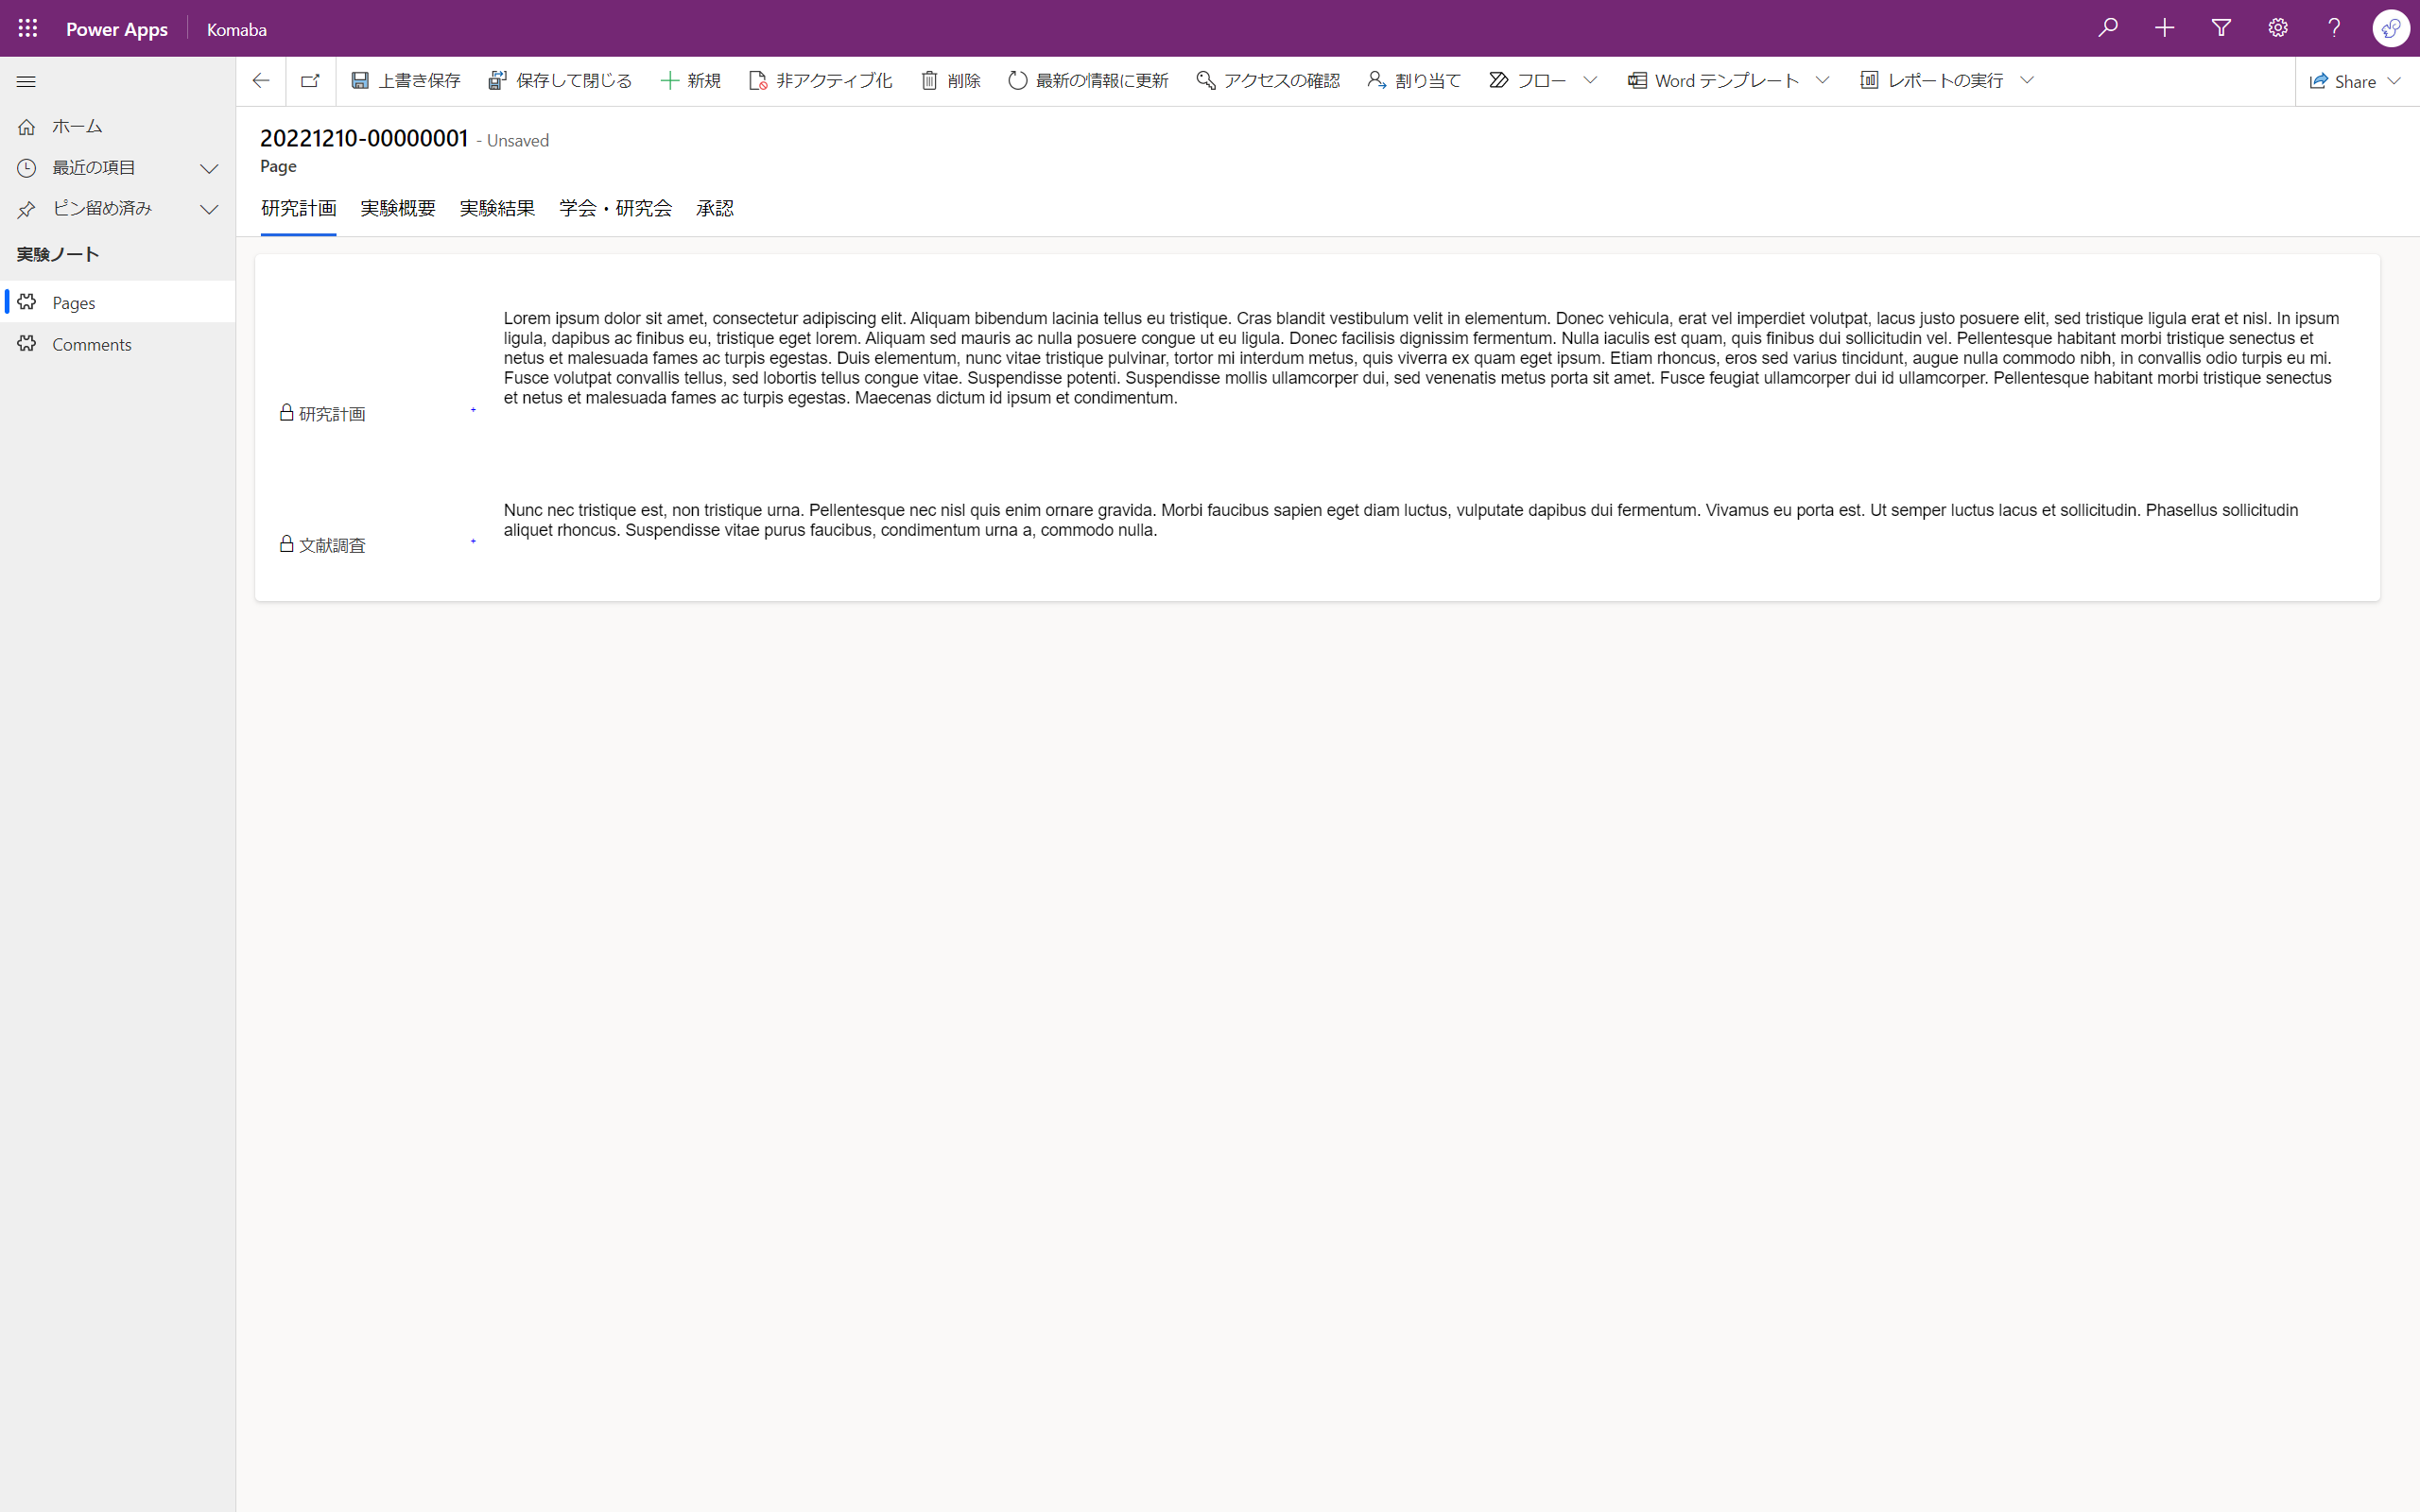 Power Apps
Komaba
上書き保存 保存して閉じる 新規 非アクティブ化 削除 最新の情報に更新 アクセスの確認 割り当て フロー Word テンプレート レポートの実行 Share
ホーム
最近の項目
ピン留め済み
実験ノート
Pages
Comments
20221210-00000001 - Unsaved
Page
研究計画 実験概要 実験結果 学会・研究会 承認
研究計画 +
Lorem ipsum dolor sit amet, consectetur adipiscing elit. Aliquam bibendum lacinia tellus eu tristique. Cras blandit vestibulum velit in elementum. Donec vehicula, erat vel imperdiet volutpat, lacus justo posuere elit, sed tristique ligula erat et nisl. In ipsum
ligula, dapibus ac finibus eu, tristique eget lorem. Aliquam sed mauris ac nulla posuere congue ut eu ligula. Donec facilisis dignissim fermentum. Nulla iaculis est quam, quis finibus dui sollicitudin vel. Pellentesque habitant morbi tristique senectus et
netus et malesuada fames ac turpis egestas. Duis elementum, nunc vitae tristique pulvinar, tortor mi interdum metus, quis viverra ex quam eget ipsum. Etiam rhoncus, eros sed varius tincidunt, augue nulla commodo nibh, in convallis odio turpis eu mi.
Fusce volutpat convallis tellus, sed lobortis tellus congue vitae. Suspendisse potenti. Suspendisse mollis ullamcorper dui, sed venenatis metus porta sit amet. Fusce feugiat ullamcorper dui id ullamcorper. Pellentesque habitant morbi tristique senectus
et netus et malesuada fames ac turpis egestas. Maecenas dictum id ipsum et condimentum.
文献調査 +
Nunc nec tristique est, non tristique urna. Pellentesque nec nisl quis enim ornare gravida. Morbi faucibus sapien eget diam luctus, vulputate dapibus dui fermentum. Vivamus eu porta est. Ut semper luctus lacus et sollicitudin. Phasellus sollicitudin
aliquet rhoncus. Suspendisse vitae purus faucibus, condimentum urna a, commodo nulla.